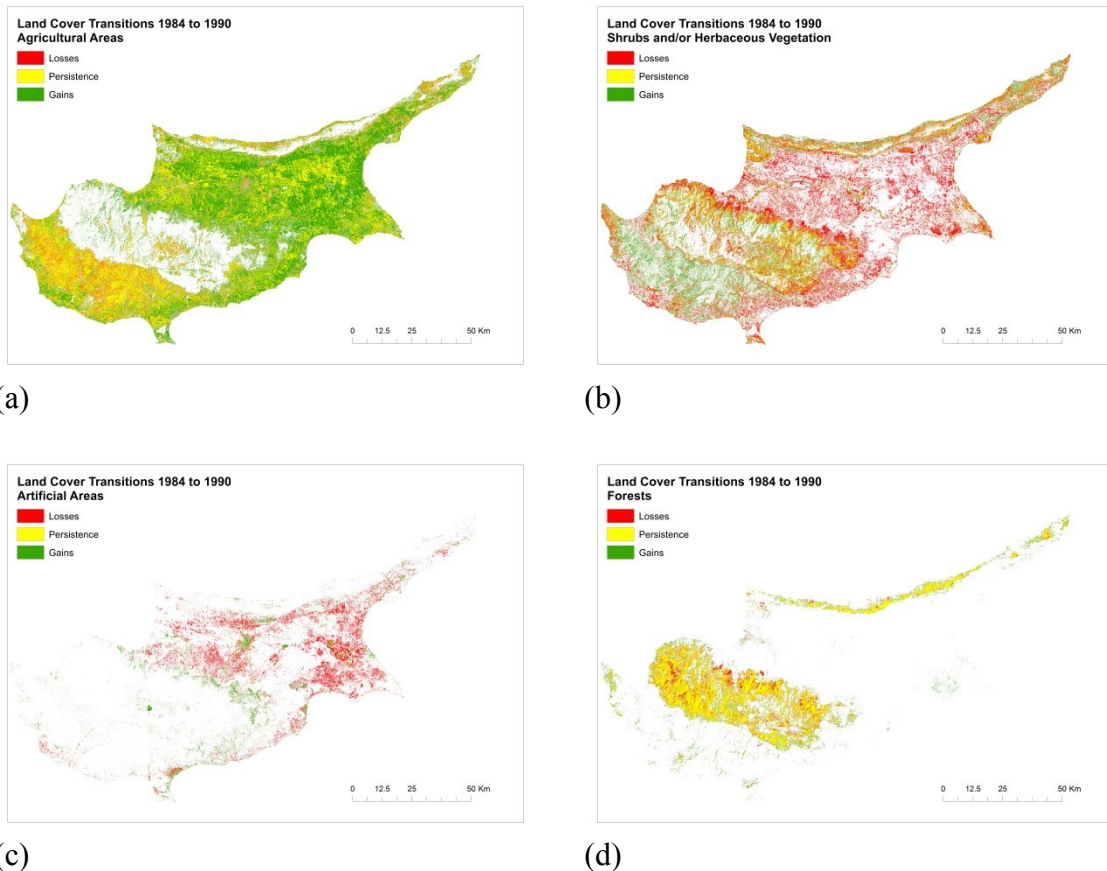 Land Cover Transitions 1984 to 1990
Agricultural Areas
Losses
Persistence
Gains
0 12.5 25 50 Km
(a)
Land Cover Transitions 1984 to 1990
Shrubs and/or Herbaceous Vegetation
Losses
Persistence
Gains
0 12.5 25 50 Km
(b)
Land Cover Transitions 1984 to 1990
Artificial Areas
Losses
Persistence
Gains
0 12.5 25 50 Km
(c)
Land Cover Transitions 1984 to 1990
Forests
Losses
Persistence
Gains
0 12.5 25 50 Km
(d)